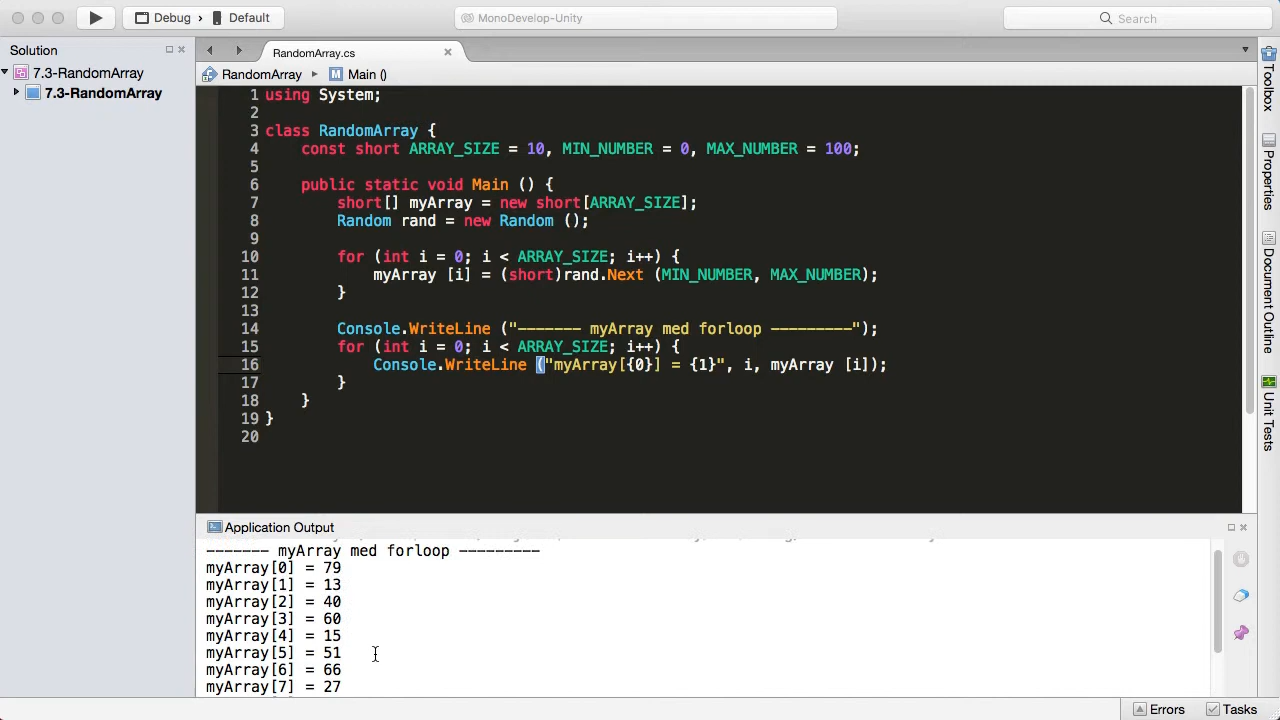 Debug
Default
MonoDevelop-Unity
Search
Solution
7.3-RandomArray
7.3-RandomArray
RandomArray.cs
RandomArray
M Main ()
1 using System;
2
3 class RandomArray {
4 const short ARRAY_SIZE = 10, MIN_NUMBER = 0, MAX_NUMBER = 100;
5
6 public static void Main () {
7 short[] myArray = new short[ARRAY_SIZE];
8 Random rand = new Random ();
9
10 for (int i = 0; i < ARRAY_SIZE; i++) {
11 myArray [i] = (short)rand.Next (MIN_NUMBER, MAX_NUMBER);
12 }
13
14 Console.WriteLine ("------- myArray med forloop ---------");
15 for (int i = 0; i < ARRAY_SIZE; i++) {
16 Console.WriteLine ("myArray[{0}] = {1}", i, myArray [i]);
17 }
18 }
19 }
20
Toolbox
Properties
Document Outline
Unit Tests
Application Output
------- myArray med forloop ---------
myArray[0] = 79
myArray[1] = 13
myArray[2] = 40
myArray[3] = 60
myArray[4] = 15
myArray[5] = 51
myArray[6] = 66
myArray[7] = 27
Errors
Tasks